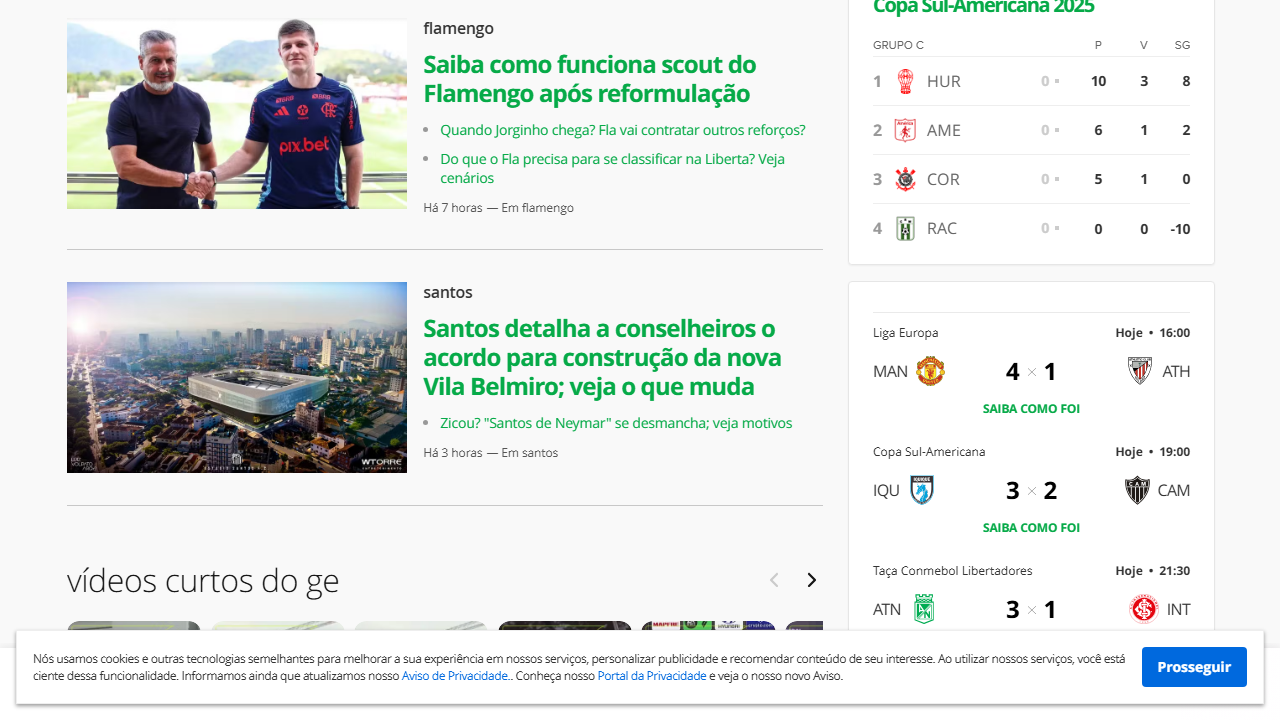 flamengo
Saiba como funciona scout do
Flamengo após reformulação
Quando Jorginho chega? Fla vai contratar outros reforços?
Do que o Fla precisa para se classificar na Liberta? Veja
cenários
Há 7 horas — Em flamengo
pix.bet
santos
Santos detalha a conselheiros o
acordo para construção da nova
Vila Belmiro; veja o que muda
Zicou? "Santos de Neymar" se desmancha; veja motivos
Há 3 horas — Em santos
WTORRE
vídeos curtos do ge
Copa Sul-Americana 2025
GRUPO C P V SG
1 HUR 0 10 3 8
2 AME 0 6 1 2
3 COR 0 5 1 0
4 RAC 0 0 0 -10
Liga Europa Hoje • 16:00
MAN 4 × 1 ATH
SAIBA COMO FOI
Copa Sul-Americana Hoje • 19:00
IQU 3 × 2 CAM
SAIBA COMO FOI
Taça Conmebol Libertadores Hoje • 21:30
ATN 3 × 1 INT
Nós usamos cookies e outras tecnologias semelhantes para melhorar a sua experiência em nossos serviços, personalizar publicidade e recomendar conteúdo de seu interesse. Ao utilizar nossos serviços, você está
ciente dessa funcionalidade. Informamos ainda que atualizamos nosso Aviso de Privacidade.. Conheça nosso Portal da Privacidade e veja o nosso novo Aviso.
Prosseguir